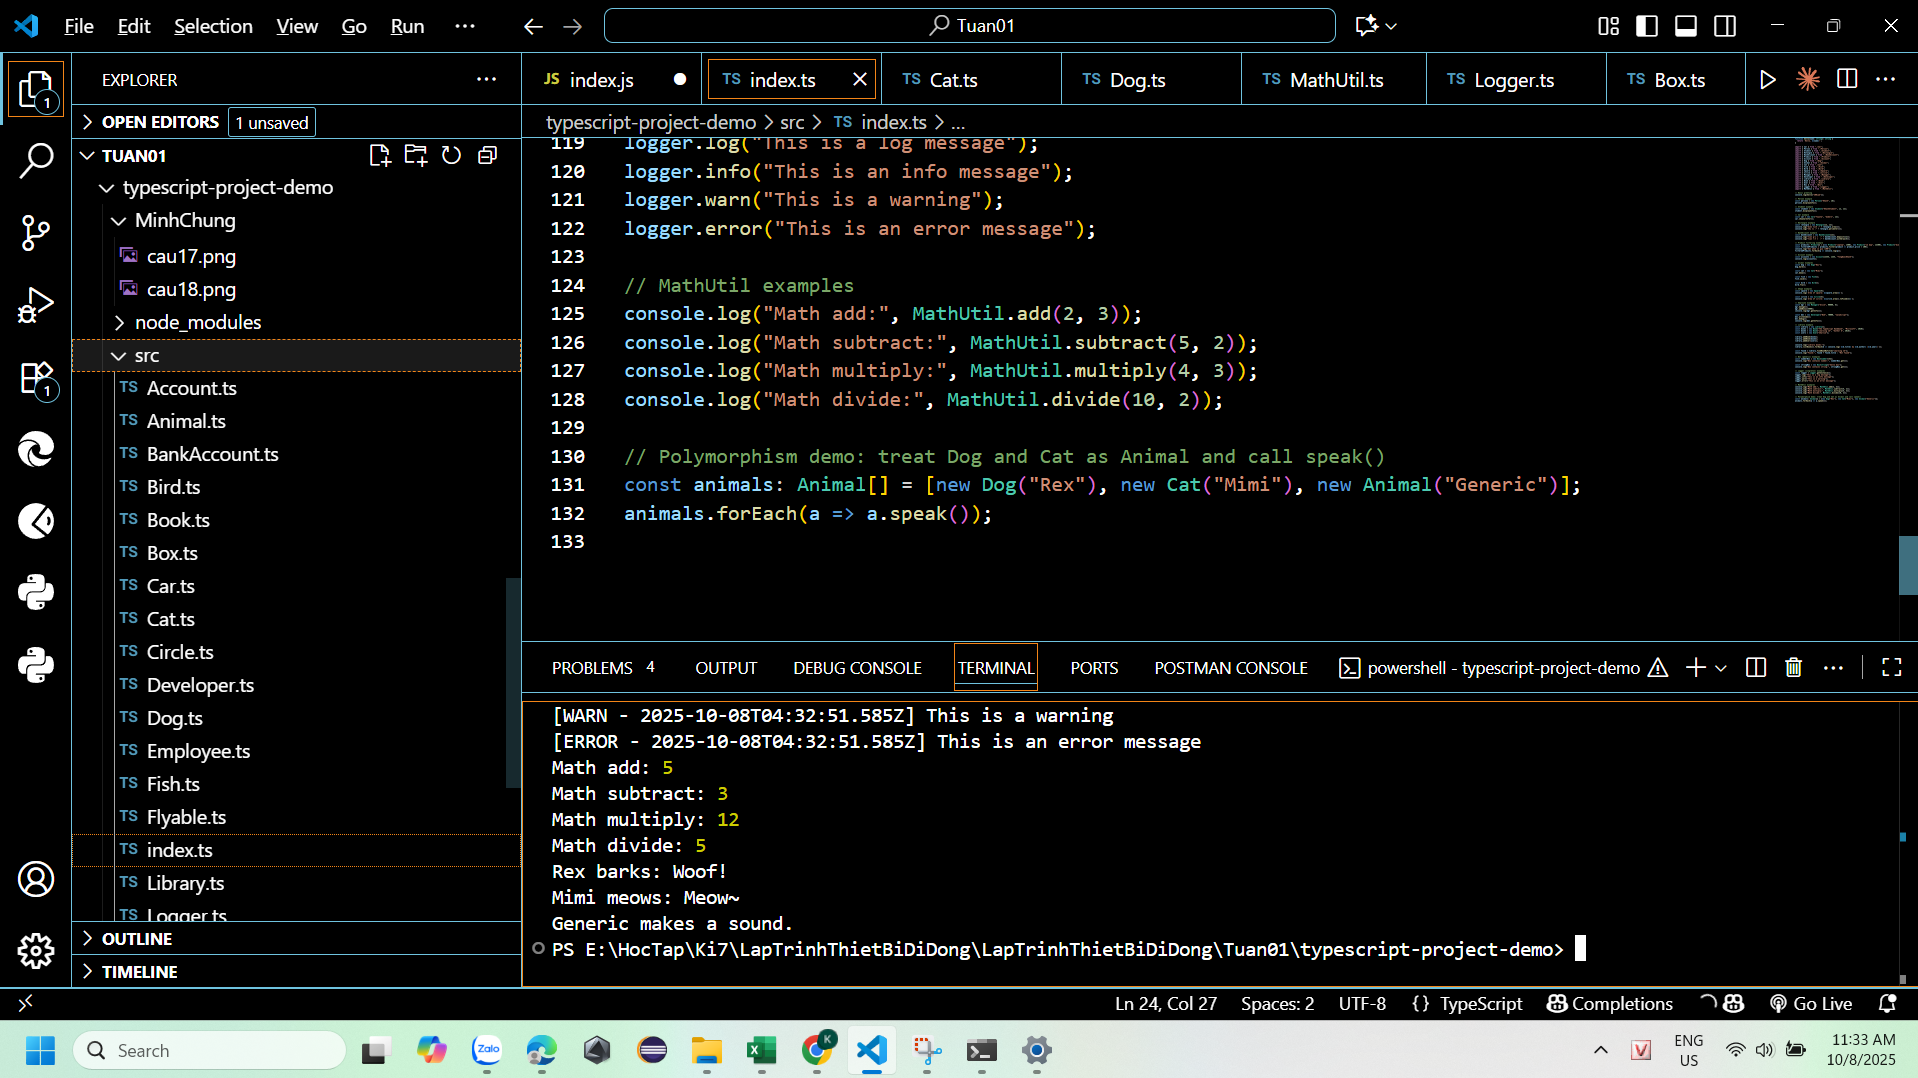 File Edit Selection View Go Run ··· Tuan01
EXPLORER
1
OPEN EDITORS 1 unsaved
TUAN01
typescript-project-demo
MinhChung
cau17.png
cau18.png
node_modules
src
TS Account.ts
TS Animal.ts
TS BankAccount.ts
TS Bird.ts
TS Book.ts
TS Box.ts
TS Car.ts
TS Cat.ts
TS Circle.ts
TS Developer.ts
TS Dog.ts
TS Employee.ts
TS Fish.ts
TS Flyable.ts
TS index.ts
TS Library.ts
TS Logger.ts
OUTLINE
TIMELINE
1
JS index.js TS index.ts TS Cat.ts TS Dog.ts TS MathUtil.ts TS Logger.ts TS Box.ts
typescript-project-demo > src > TS index.ts > ...
119 logger.log("This is a log message");
120 logger.info("This is an info message");
121 logger.warn("This is a warning");
122 logger.error("This is an error message");
123
124 // MathUtil examples
125 console.log("Math add:", MathUtil.add(2, 3));
126 console.log("Math subtract:", MathUtil.subtract(5, 2));
127 console.log("Math multiply:", MathUtil.multiply(4, 3));
128 console.log("Math divide:", MathUtil.divide(10, 2));
129
130 // Polymorphism demo: treat Dog and Cat as Animal and call speak()
131 const animals: Animal[] = [new Dog("Rex"), new Cat("Mimi"), new Animal("Generic")];
132 animals.forEach(a => a.speak());
133
PROBLEMS 4 OUTPUT DEBUG CONSOLE TERMINAL PORTS POSTMAN CONSOLE powershell - typescript-project-demo
[WARN - 2025-10-08T04:32:51.585Z] This is a warning
[ERROR - 2025-10-08T04:32:51.585Z] This is an error message
Math add: 5
Math subtract: 3
Math multiply: 12
Math divide: 5
Rex barks: Woof!
Mimi meows: Meow~
Generic makes a sound.
PS E:\HocTap\Ki7\LapTrinhThietBiDiDong\LapTrinhThietBiDiDong\Tuan01\typescript-project-demo>
Ln 24, Col 27 Spaces: 2 UTF-8 {} TypeScript Completions Go Live
Search
Zalo
K
V
ENG
US
11:33 AM
10/8/2025